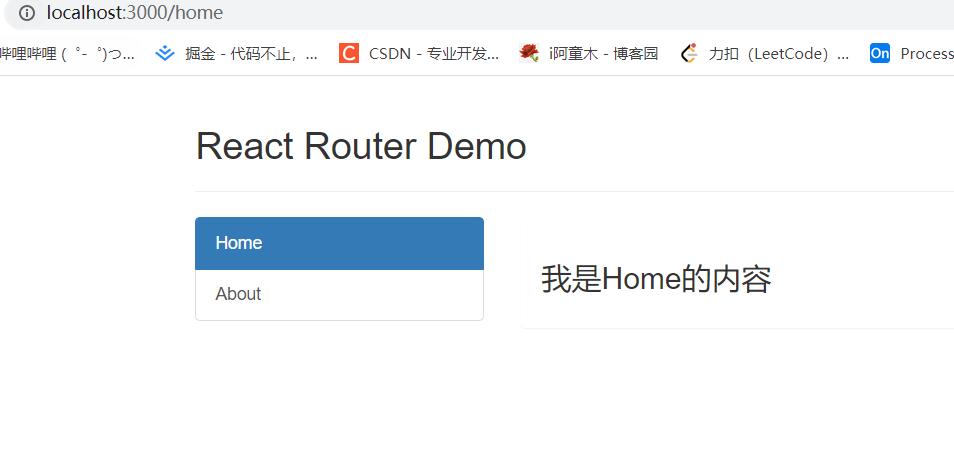 localhost:3000/home
哔哩哔哩 ( ゜- ゜)つ... 掘金 - 代码不止，... C CSDN - 专业开发... i阿童木 - 博客园 力扣（LeetCode）... On Process
React Router Demo
Home
我是Home的内容
About